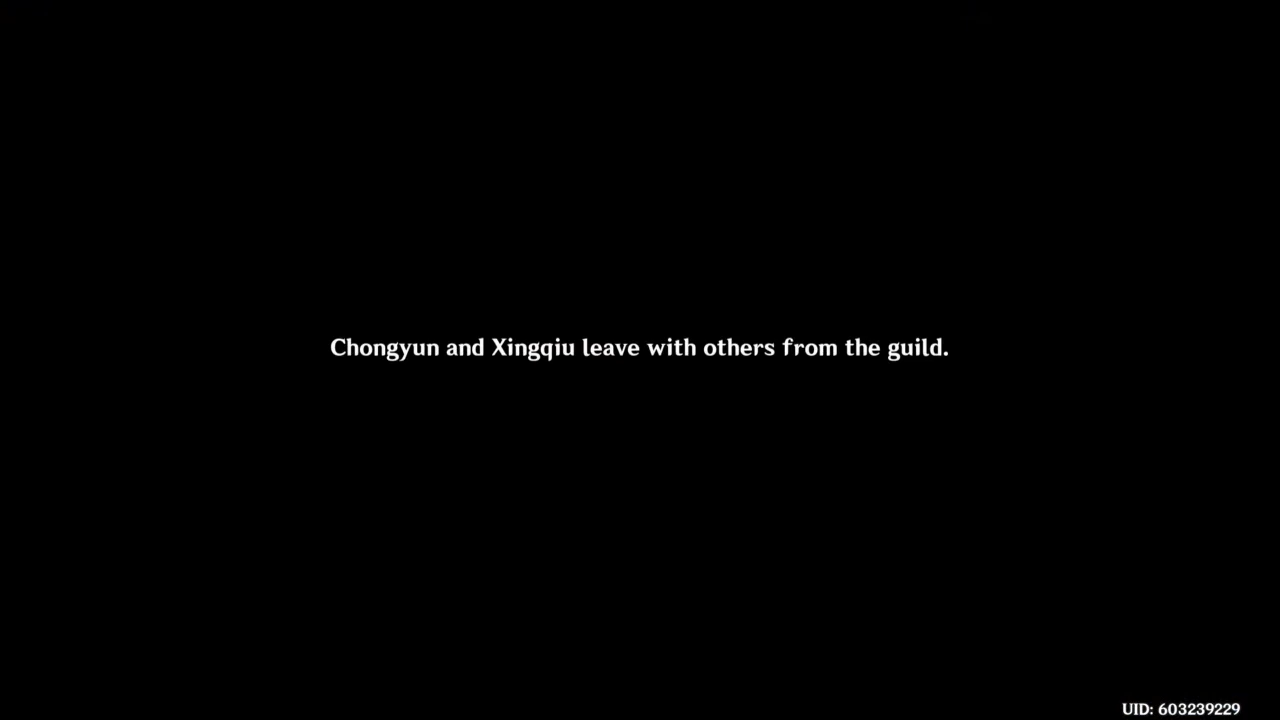 Chongyun and Xingqiu leave with others from the guild.
UID: 603239229